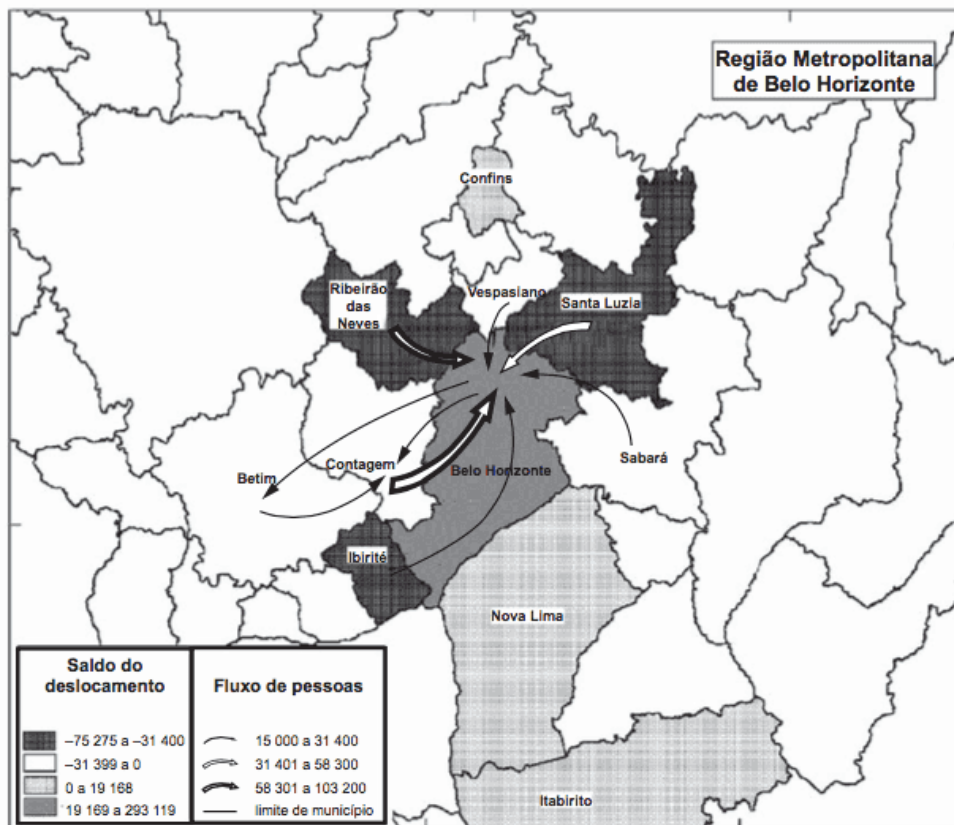 Região Metropolitana
de Belo Horizonte
Confins
Ribeirão
das
Neves
Vespasiano
Santa Luzia
Contagem
Betim
Belo Horizonte
Sabará
Ibirité
Nova Lima
Itabirito
Saldo do
deslocamento
–75 275 a –31 400
–31 399 a 0
0 a 19 168
19 169 a 293 119
Fluxo de pessoas
15 000 a 31 400
31 401 a 58 300
58 301 a 103 200
limite de município